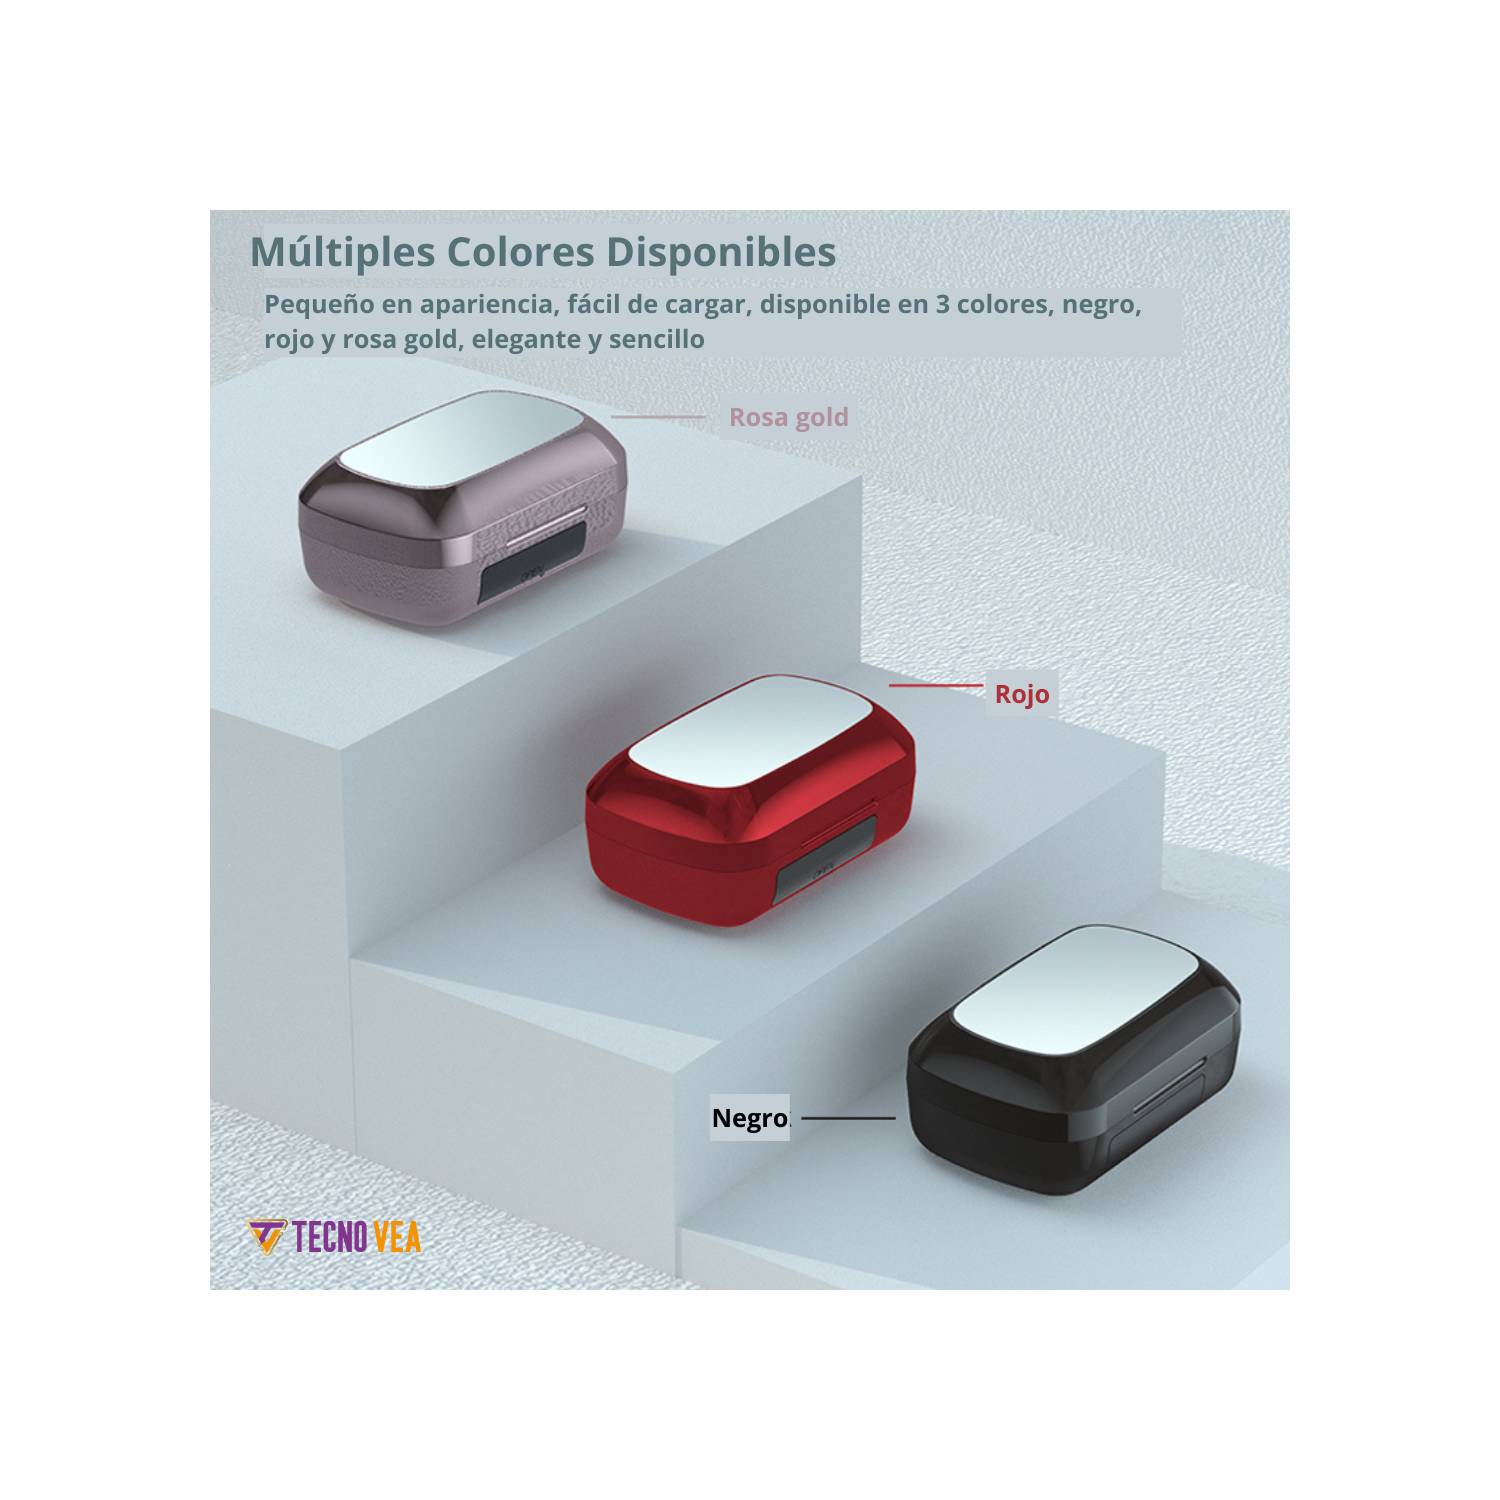 Múltiples Colores Disponibles
Pequeño en apariencia, fácil de cargar, disponible en 3 colores, negro,
rojo y rosa gold, elegante y sencillo
Rosa gold
Rojo
Negro
TECNO VEA